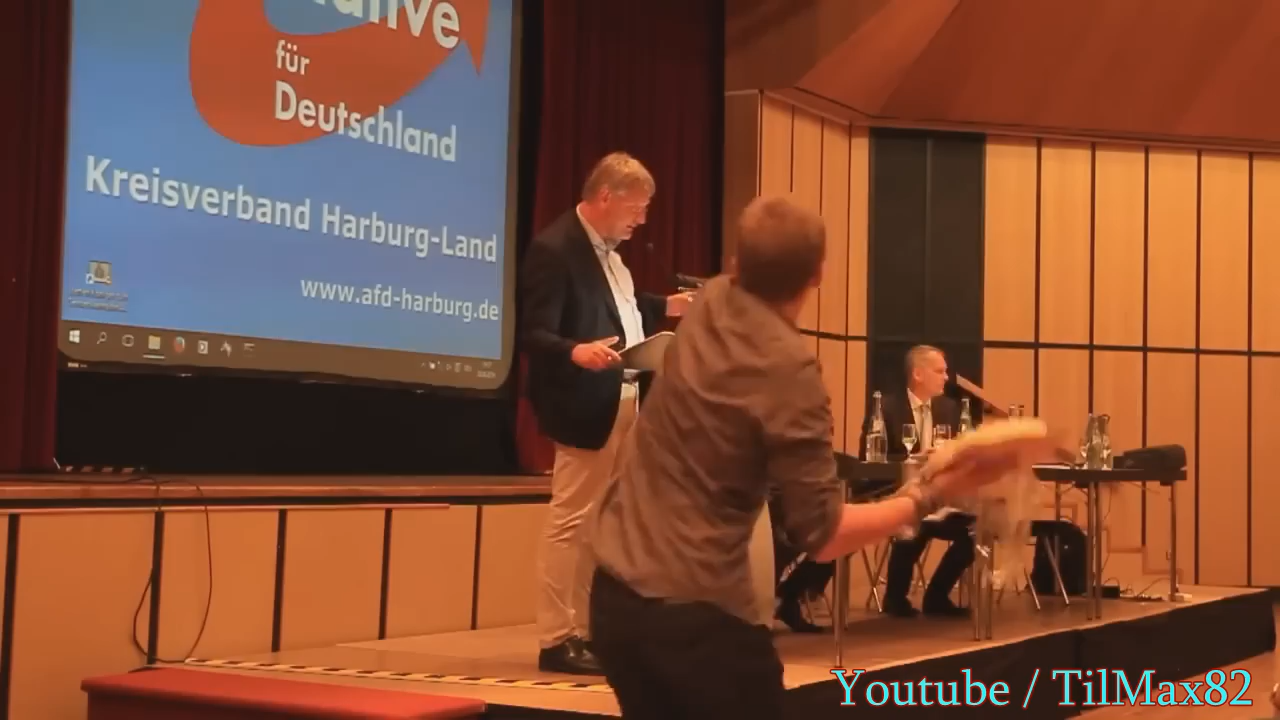 für
Deutschland
Kreisverband Harburg-Land
www.afd-harburg.de
Youtube / TilMax82